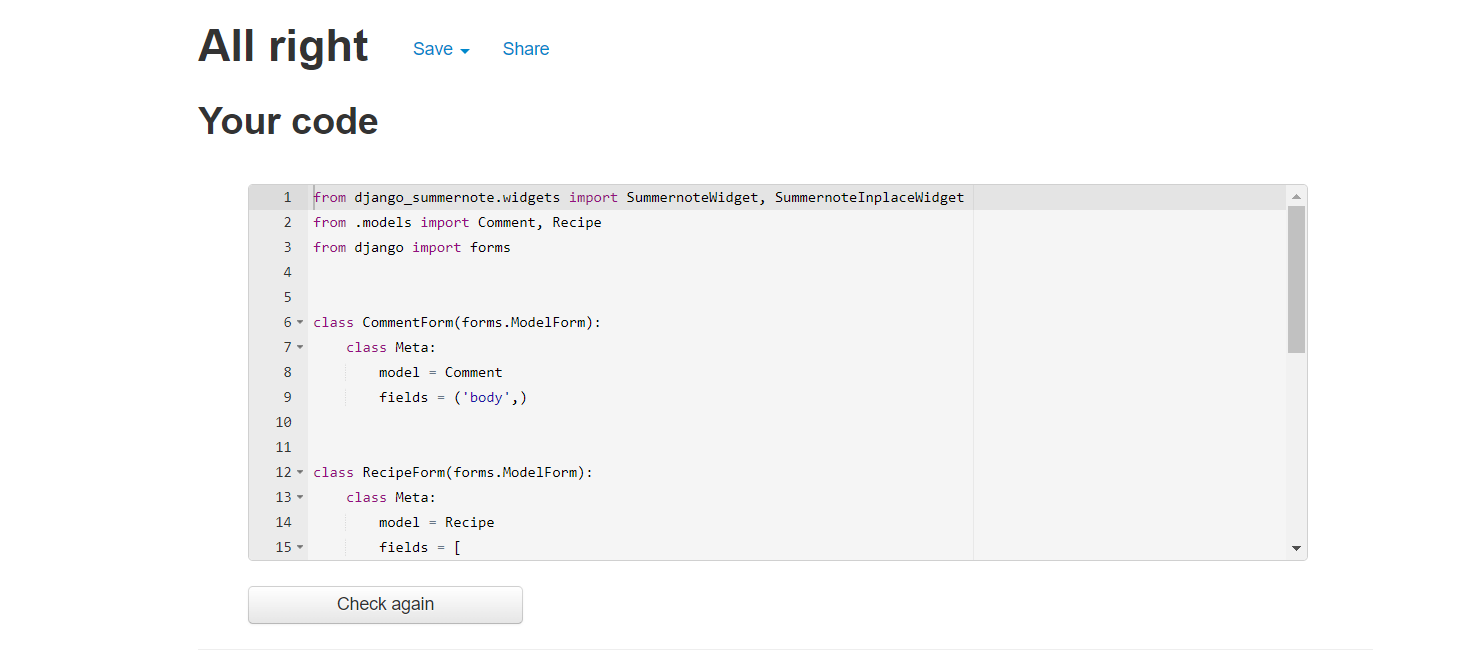 All right Save Share
Your code
1 from django_summernote.widgets import SummernoteWidget, SummernoteInplaceWidget
2 from .models import Comment, Recipe
3 from django import forms
4
5
6 class CommentForm(forms.ModelForm):
7     class Meta:
8         model = Comment
9         fields = ('body',)
10
11
12 class RecipeForm(forms.ModelForm):
13     class Meta:
14         model = Recipe
15         fields = [
Check again